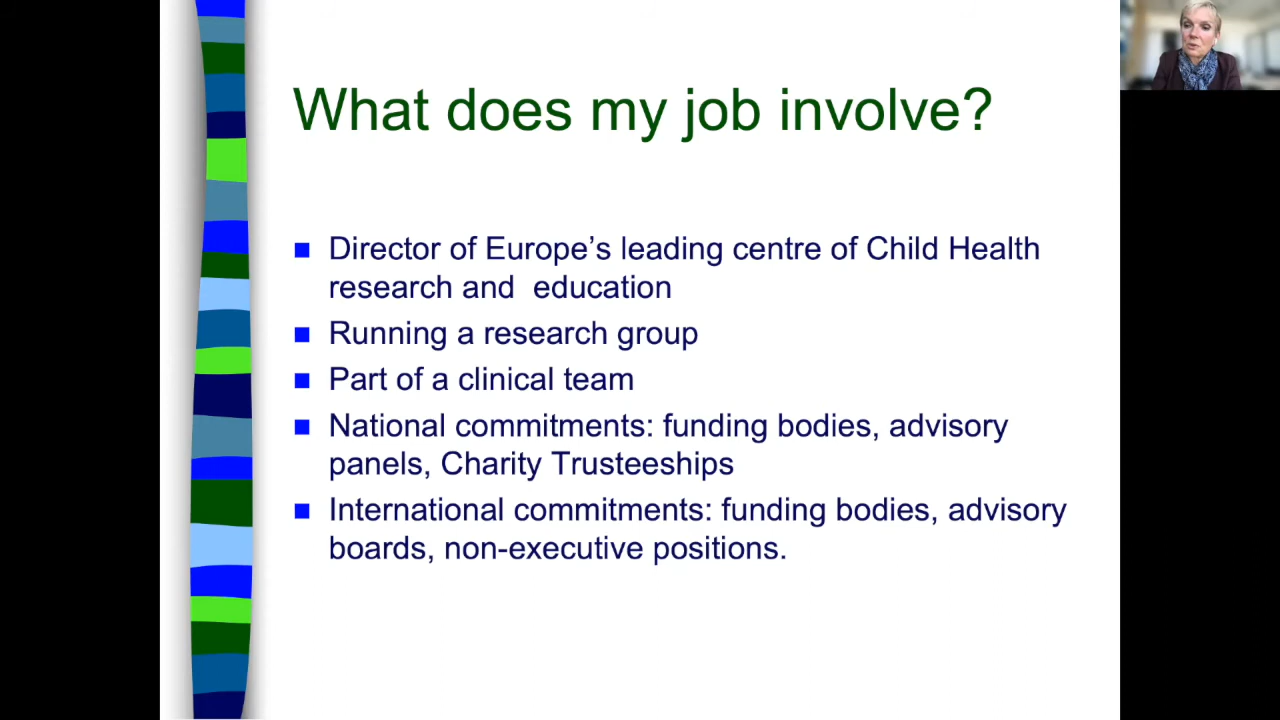 What does my job involve?
Director of Europe’s leading centre of Child Health
research and  education
Running a research group
Part of a clinical team
National commitments: funding bodies, advisory
panels, Charity Trusteeships
International commitments: funding bodies, advisory
boards, non-executive positions.